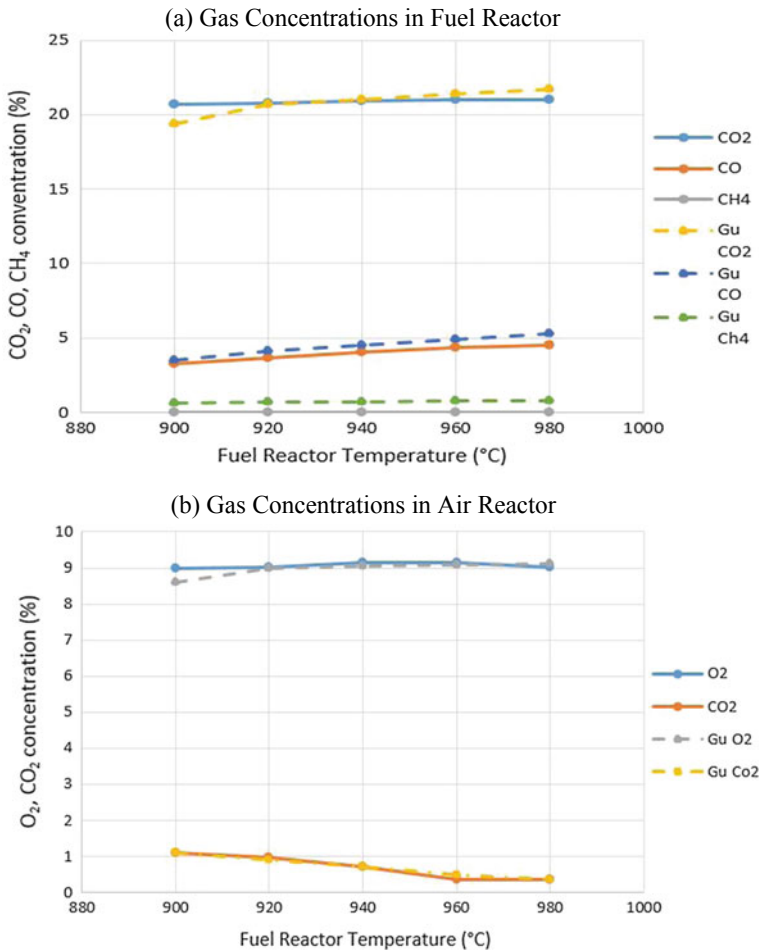 (a) Gas Concentrations in Fuel Reactor
CO₂, CO, CH₄ conventration (%)
25
20
15
10
5
0
880
900
920
940
960
980
1000
Fuel Reactor Temperature (°C)
CO2
CO
CH4
Gu
CO2
Gu
CO
Gu
Ch4
(b) Gas Concentrations in Air Reactor
O₂, CO₂ concentration (%)
10
9
8
7
6
5
4
3
2
1
0
880
900
920
940
960
980
1000
Fuel Reactor Temperature (°C)
O2
CO2
Gu O2
Gu Co2